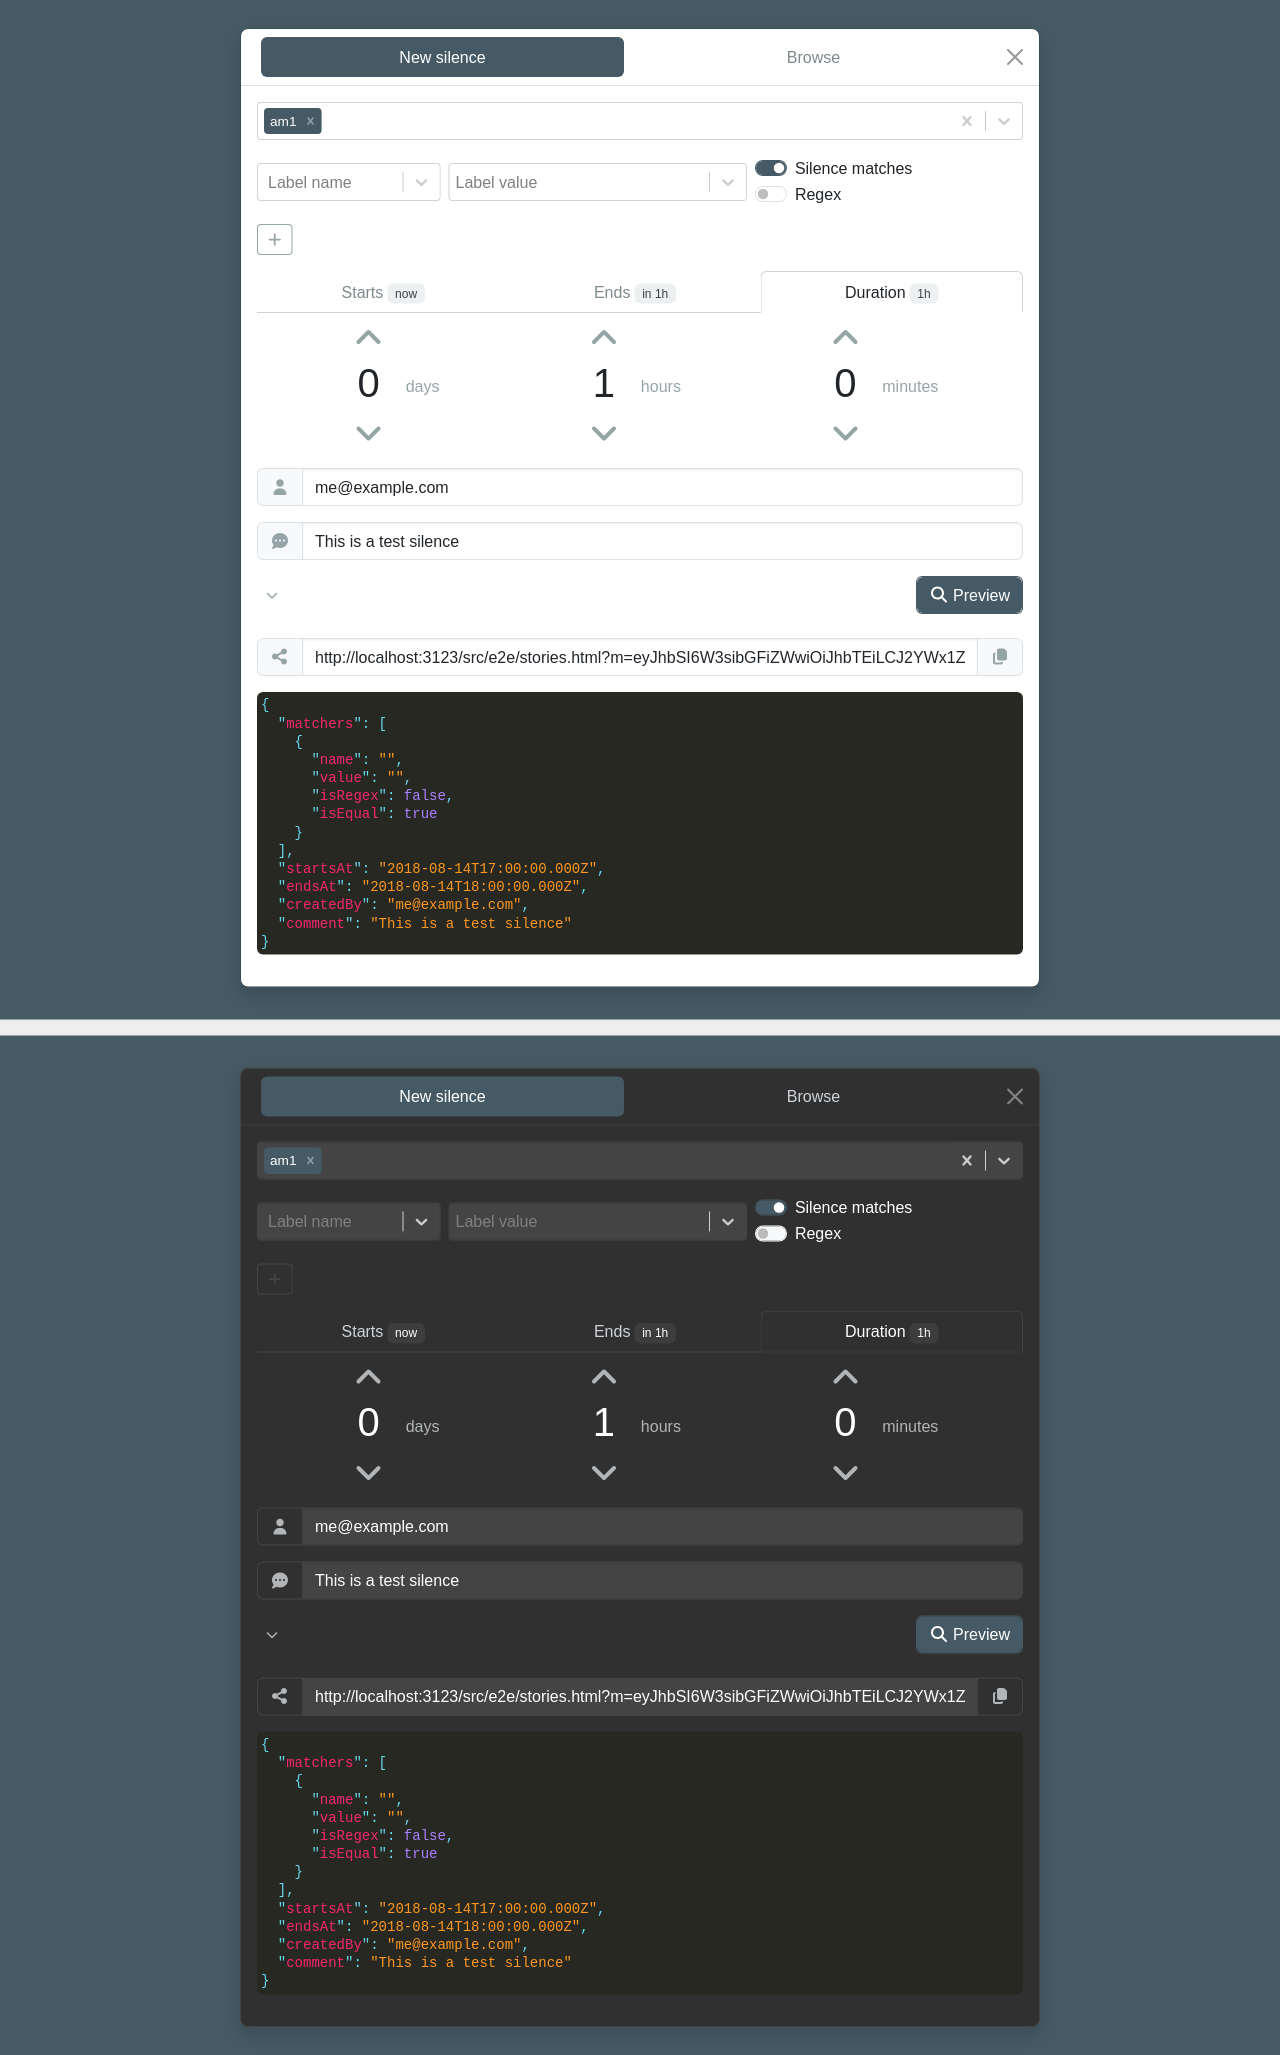 New silence Browse
am1
Label name Label value Silence matches
Regex
Starts now Ends in 1h Duration 1h
0 days 1 hours 0 minutes
me@example.com
This is a test silence
Preview
http://localhost:3123/src/e2e/stories.html?m=eyJhbSI6W3sibGFiZWwiOiJhbTEiLCJ2YWx1Z
{
  "matchers": [
    {
      "name": "",
      "value": "",
      "isRegex": false,
      "isEqual": true
    }
  ],
  "startsAt": "2018-08-14T17:00:00.000Z",
  "endsAt": "2018-08-14T18:00:00.000Z",
  "createdBy": "me@example.com",
  "comment": "This is a test silence"
}
New silence Browse
am1
Label name Label value Silence matches
Regex
Starts now Ends in 1h Duration 1h
0 days 1 hours 0 minutes
me@example.com
This is a test silence
Preview
http://localhost:3123/src/e2e/stories.html?m=eyJhbSI6W3sibGFiZWwiOiJhbTEiLCJ2YWx1Z
{
  "matchers": [
    {
      "name": "",
      "value": "",
      "isRegex": false,
      "isEqual": true
    }
  ],
  "startsAt": "2018-08-14T17:00:00.000Z",
  "endsAt": "2018-08-14T18:00:00.000Z",
  "createdBy": "me@example.com",
  "comment": "This is a test silence"
}